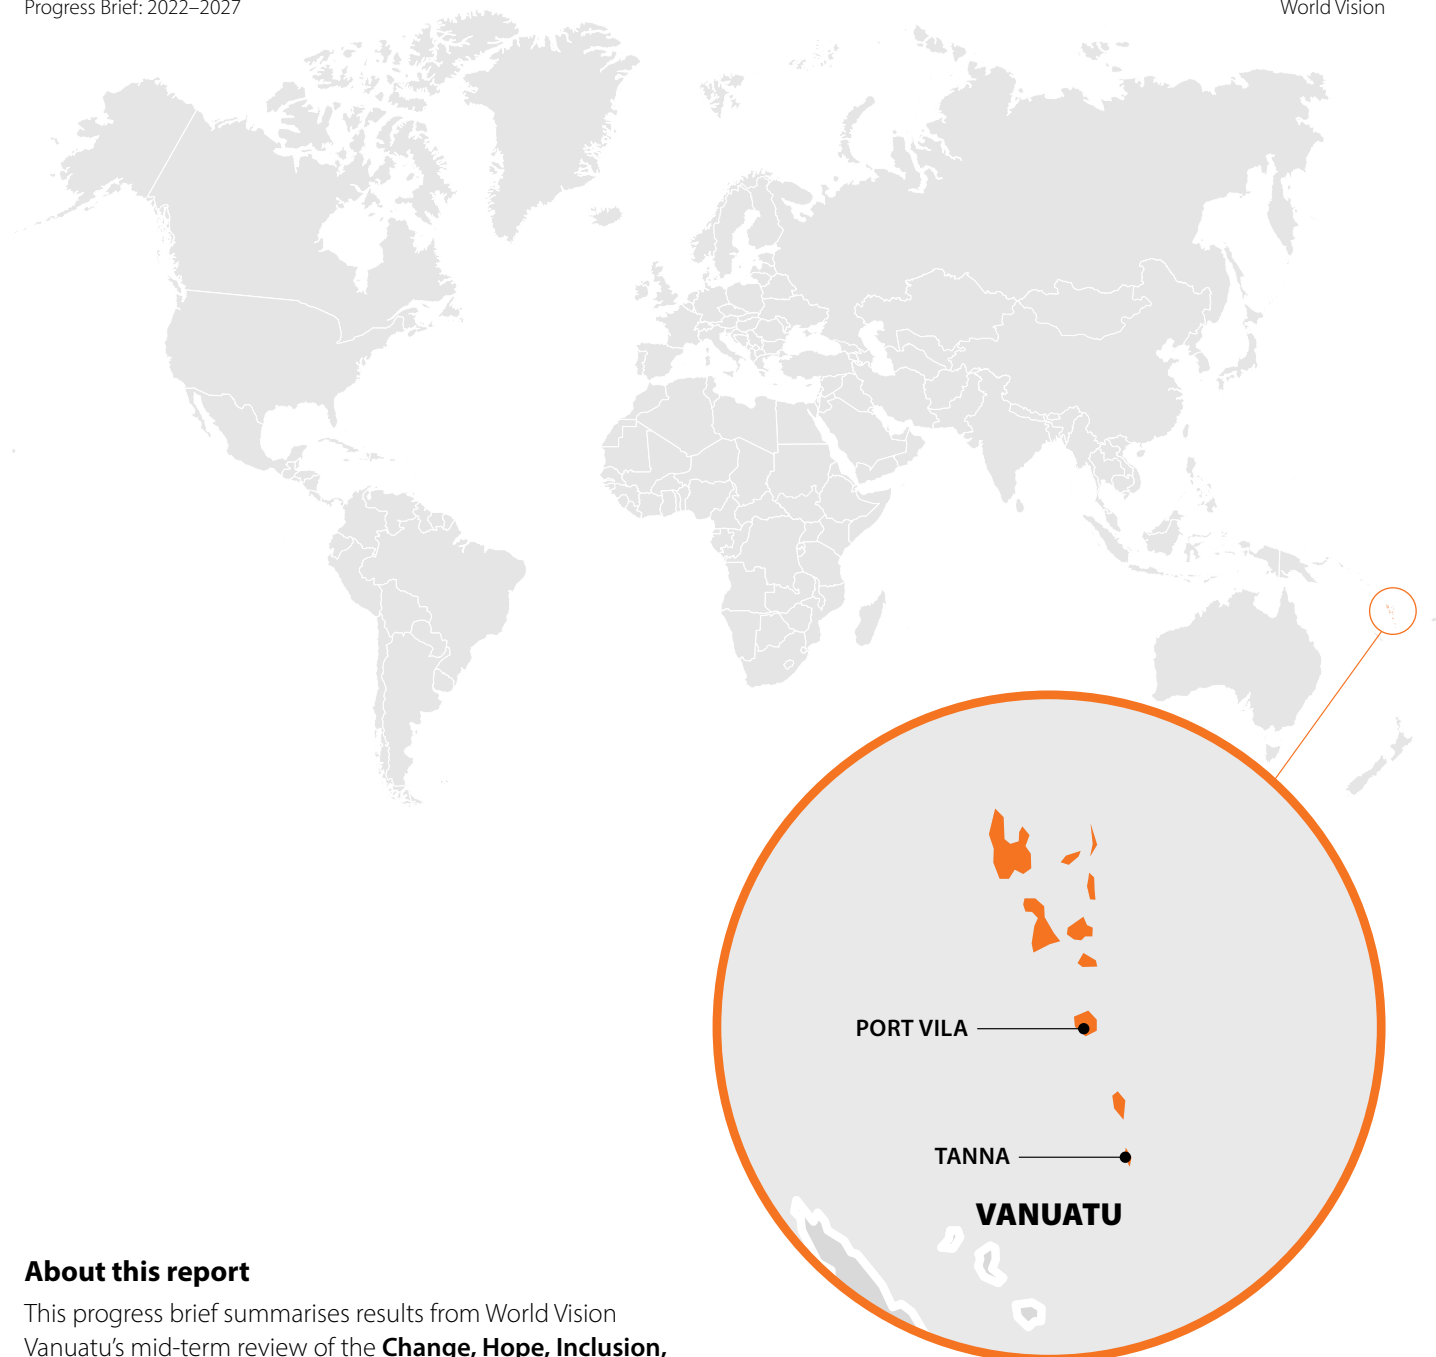 Progress Brief: 2022–2027
World Vision
PORT VILA
TANNA
VANUATU
About this report
This progress brief summarises results from World Vision
Vanuatu’s mid-term review of the Change, Hope, Inclusion,